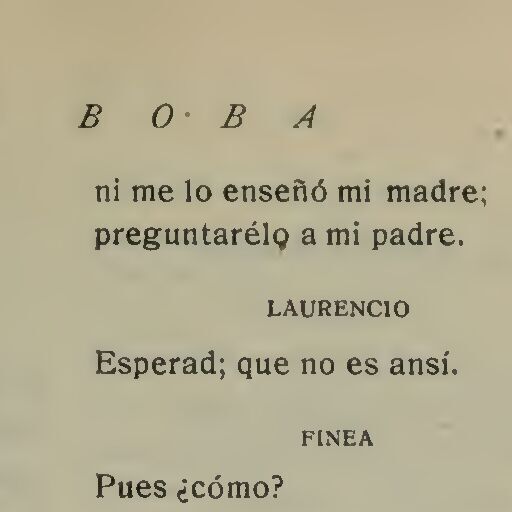 B O B A
ni me lo enseñó mi madre;
preguntarélo a mi padre.
LAURENCIO
Esperad; que no es ansí.
FINEA
Pues ¿cómo?